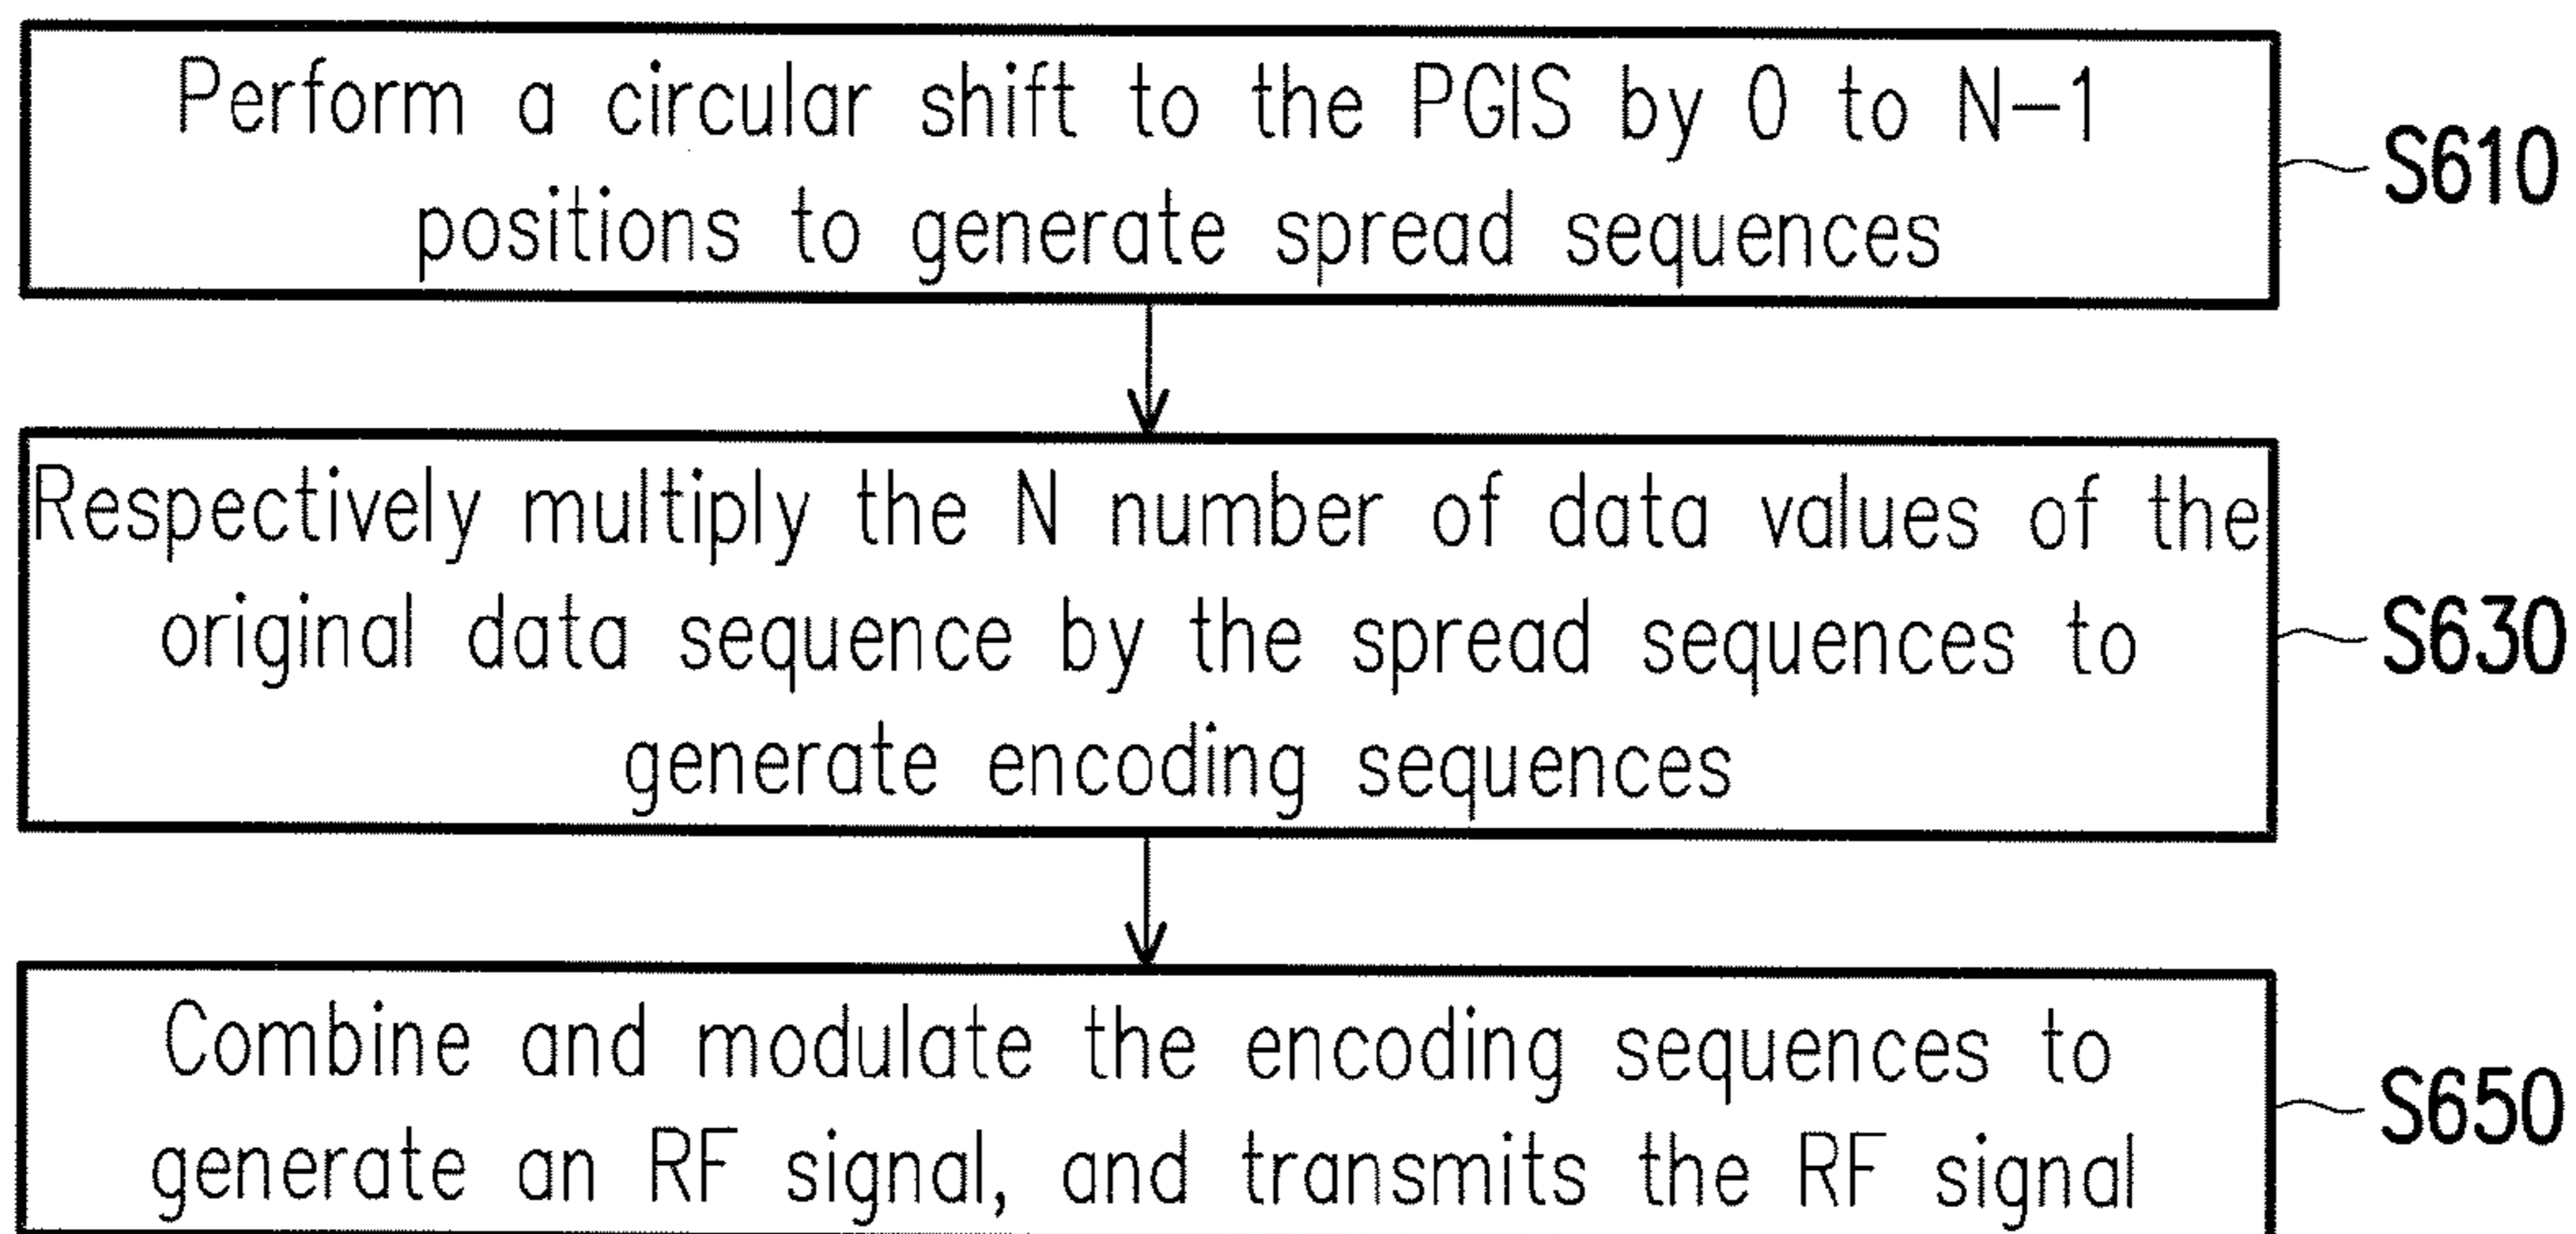 Perform a circular shift to the PGIS by 0 to N-1
positions to generate spread sequences
S610
Respectively multiply the N number of data values of the
original data sequence by the spread sequences to
generate encoding sequences
S630
Combine and modulate the encoding sequences to
generate an RF signal, and transmits the RF signal
S650